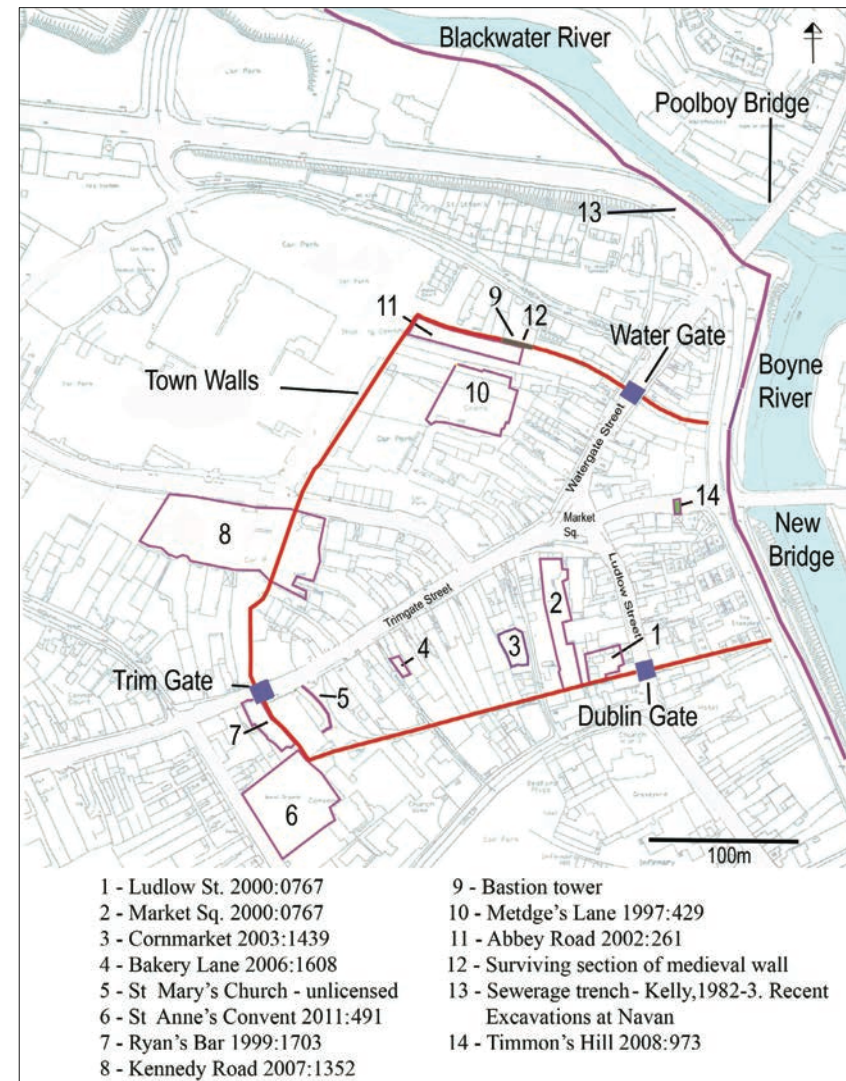 Blackwater River
Poolboy Bridge
13
9
12
11
Water Gate
Town Walls
10
Boyne
River
Watergate Street
8
14
Market
Sq.
New
Bridge
Ludlow Street
Trimgate Street
2
1
3
4
Trim Gate
5
Dublin Gate
7
6
100m
1 - Ludlow St. 2000:0767
2 - Market Sq. 2000:0767
3 - Cornmarket 2003:1439
4 - Bakery Lane 2006:1608
5 - St Mary's Church - unlicensed
6 - St Anne's Convent 2011:491
7 - Ryan's Bar 1999:1703
8 - Kennedy Road 2007:1352
9 - Bastion tower
10 - Metdge's Lane 1997:429
11 - Abbey Road 2002:261
12 - Surviving section of medieval wall
13 - Sewerage trench - Kelly,1982-3. Recent
Excavations at Navan
14 - Timmon's Hill 2008:973